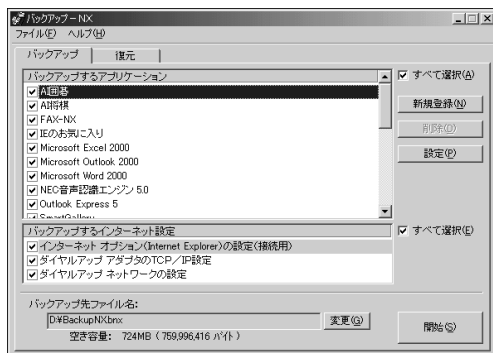 バックアップ－NX
ファイル(F) ヘルプ(H)
バックアップ 復元
バックアップするアプリケーション
すべて選択(A)
AI囲碁
AI将棋
FAX-NX
IEのお気に入り
Microsoft Excel 2000
Microsoft Outlook 2000
Microsoft Word 2000
NEC音声認識エンジン 5.0
Outlook Express 5
SmartGallery
新規登録(N)
削除(D)
設定(P)
バックアップするインターネット設定
すべて選択(E)
インターネット オプション(Internet Explorer)の設定(接続用)
ダイヤルアップ アダプタのTCP／IP設定
ダイヤルアップ ネットワークの設定
バックアップ先ファイル名:
D:¥BackupNX.bnx
変更(G)
空き容量: 724MB ( 759,996,416 バイト )
開始(S)